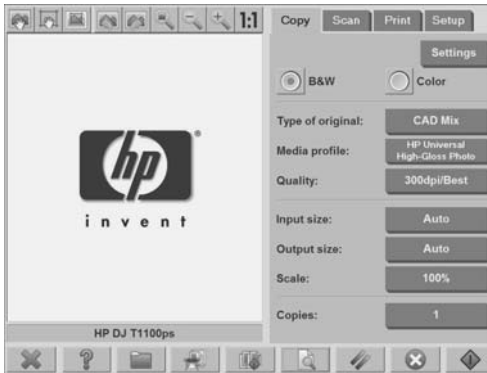 1:1
Copy Scan Print Setup
Settings
B&W Color
Type of original: CAD Mix
Media profile: HP Universal
High-Gloss Photo
Quality: 300dpi/Best
Input size: Auto
Output size: Auto
Scale: 100%
Copies: 1
hp
invent
HP DJ T1100ps